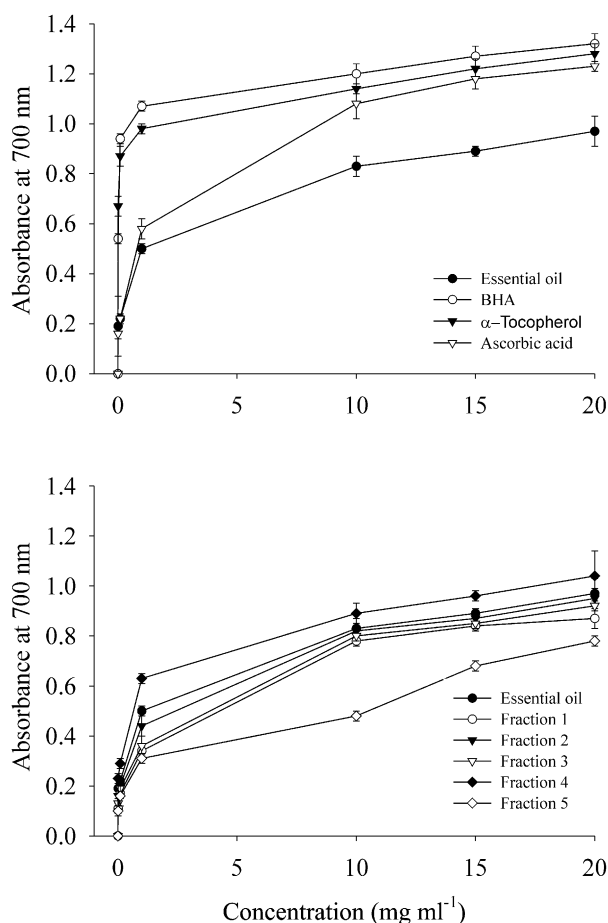 Absorbance at 700 nm
1.4
1.2
1.0
0.8
0.6
0.4
0.2
0.0
Essential oil
BHA
α–Tocopherol
Ascorbic acid
0 5 10 15 20
Absorbance at 700 nm
1.4
1.2
1.0
0.8
0.6
0.4
0.2
0.0
Essential oil
Fraction 1
Fraction 2
Fraction 3
Fraction 4
Fraction 5
0 5 10 15 20
Concentration (mg ml⁻¹)